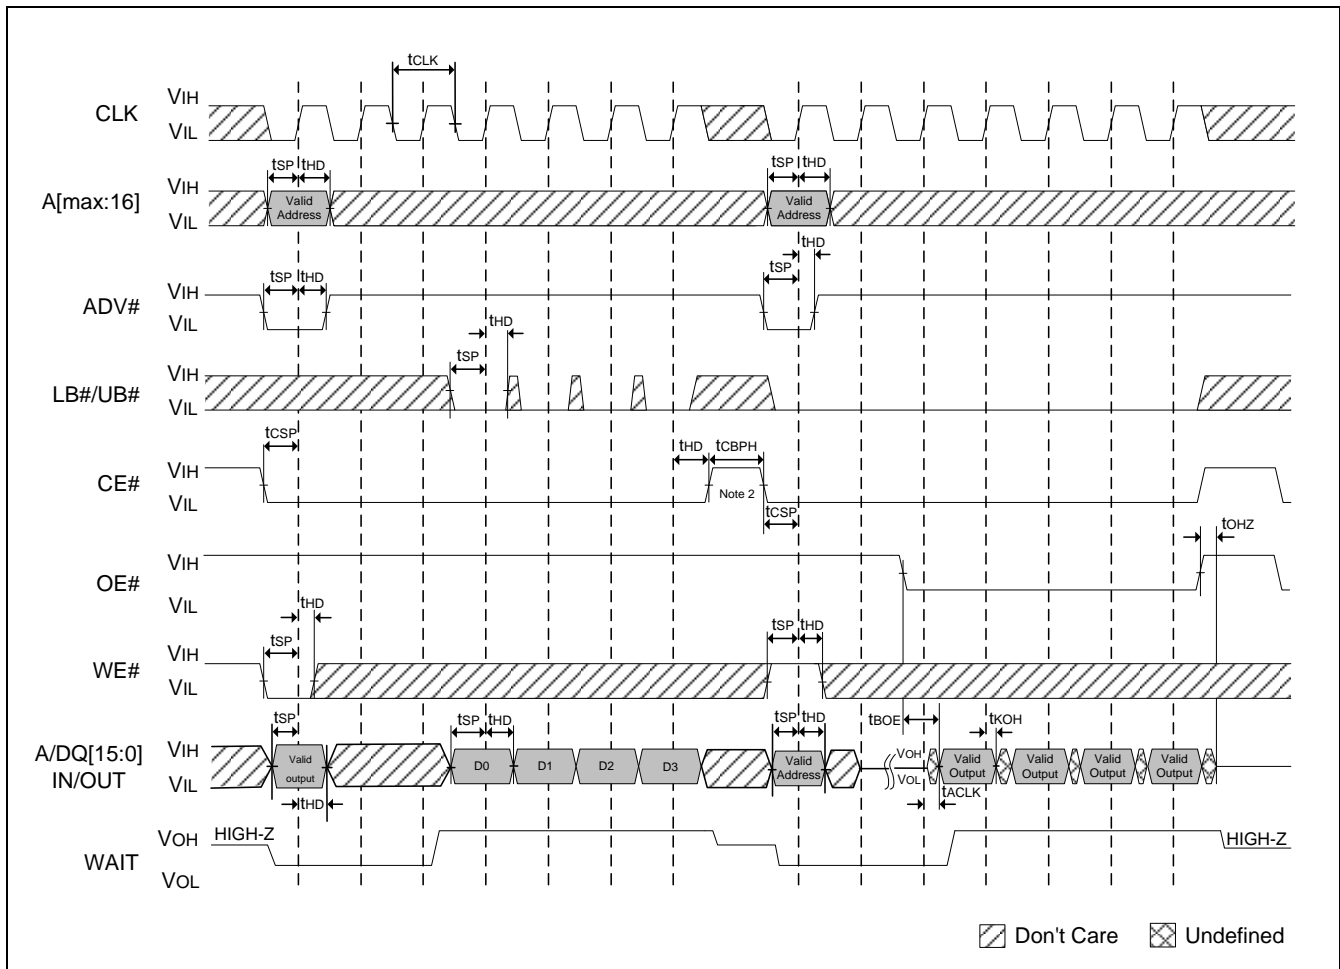 tCLK
CLK VIH
VIL
tSP tHD tSP tHD
A[max:16] VIH
VIL
Valid Address
Valid Address
tHD
tSP tHD tSP
ADV# VIH
VIL
tHD
tSP
LB#/UB# VIH
VIL
tCSP tHD tCBPH
CE# VIH
VIL
Note 2
tCSP
tOHZ
OE# VIH
VIL
tHD
tSP tSP tHD
WE# VIH
VIL
tSP tSP tHD tSP tHD tBOE tKOH
A/DQ[15:0] IN/OUT VIH
VIL
Valid output
D0 D1 D2 D3
Valid Address
VOH
VOL
Valid Output
Valid Output
Valid Output
Valid Output
tHD tACLK
WAIT VOH
VOL
HIGH-Z HIGH-Z
Don't Care Undefined